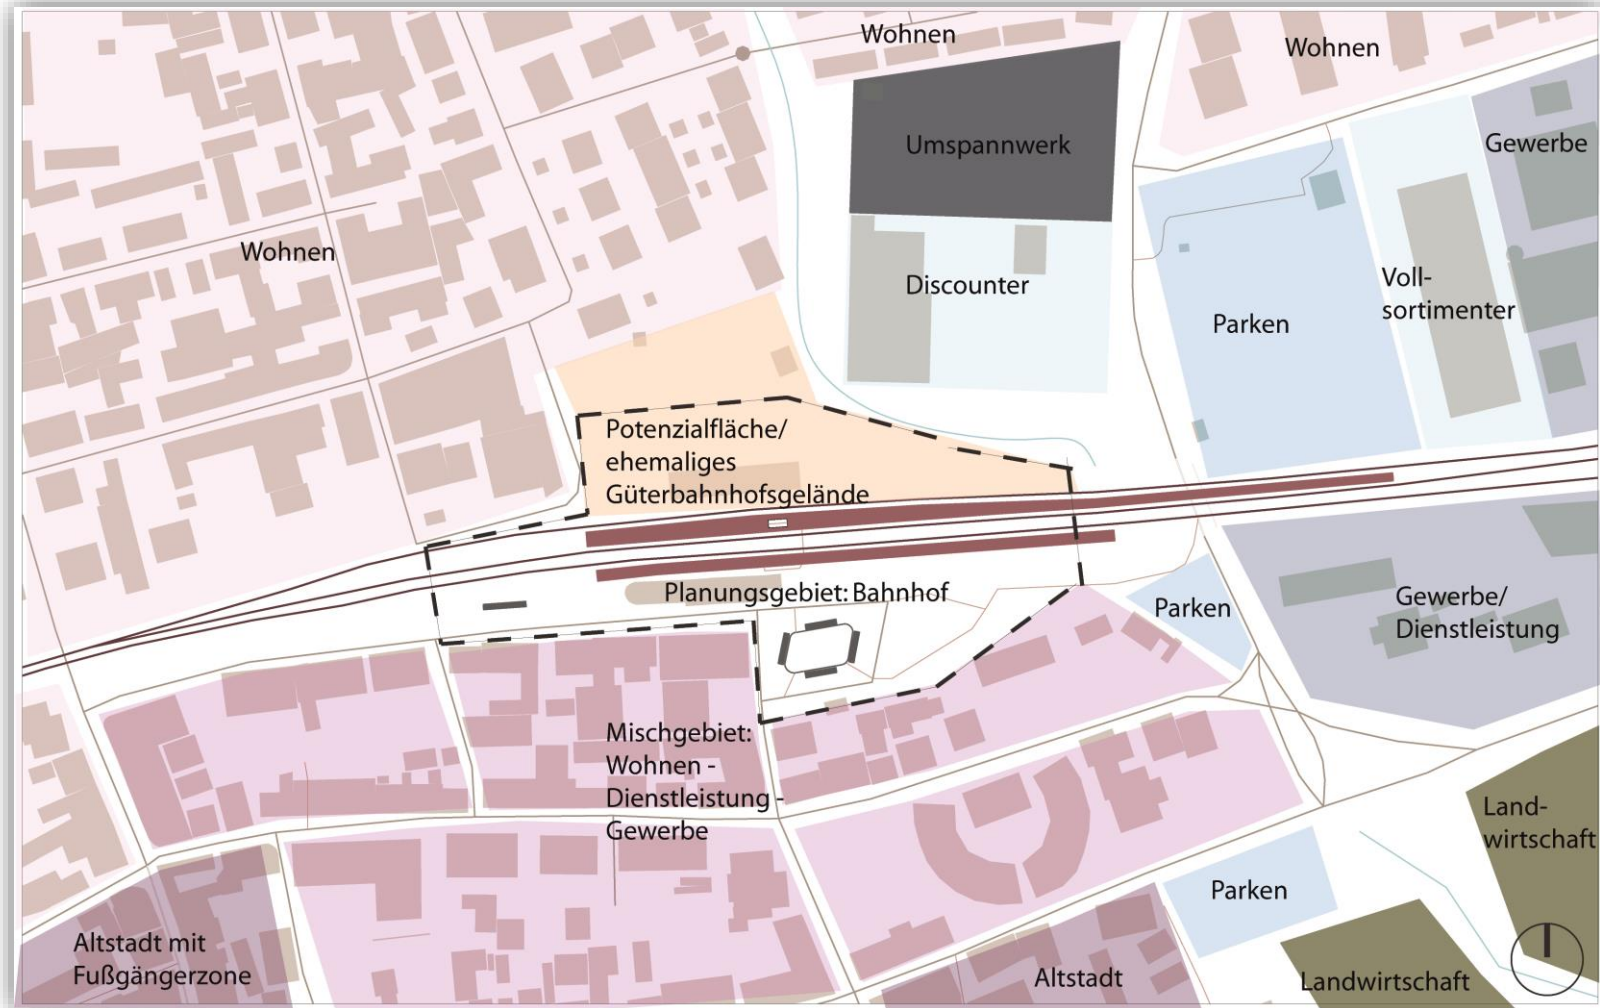 Wohnen
Wohnen
Umspannwerk
Gewerbe
Wohnen
Discounter
Voll-
sortimenter
Parken
Potenzialfläche/
ehemaliges
Güterbahnhofsgelände
Planungsgebiet: Bahnhof
Parken
Gewerbe/
Dienstleistung
Mischgebiet:
Wohnen -
Dienstleistung -
Gewerbe
Land-
wirtschaft
Parken
Altstadt mit
Fußgängerzone
Altstadt
Landwirtschaft